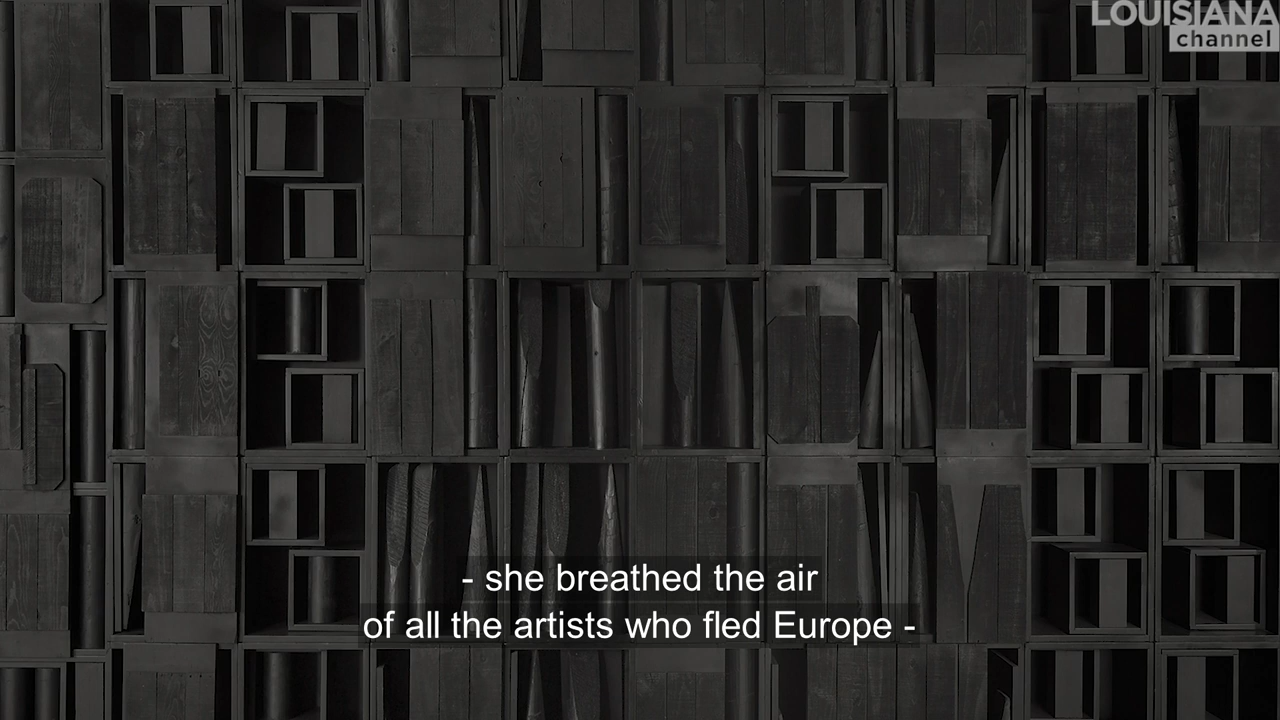 LOUISIANA
channel
- she breathed the air
of all the artists who fled Europe -